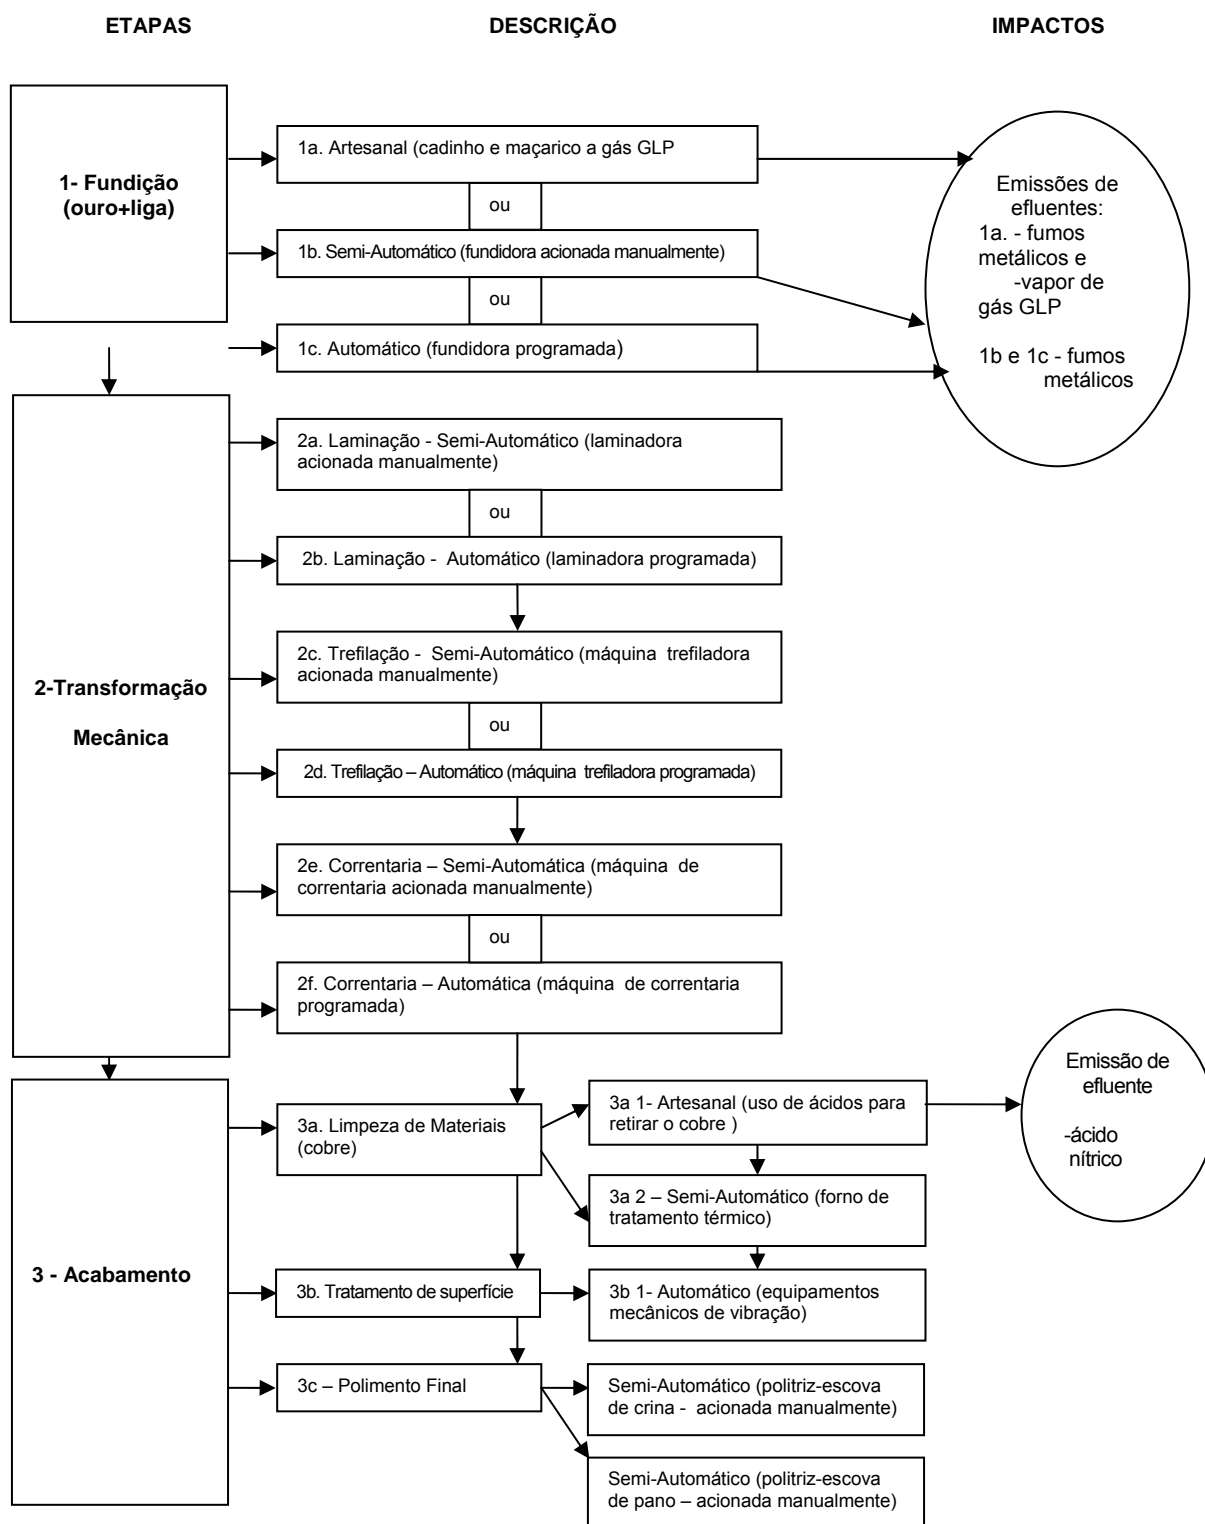 ETAPAS
DESCRIÇÃO
IMPACTOS
1- Fundição
(ouro+liga)
1a. Artesanal (cadinho e maçarico a gás GLP
ou
1b. Semi-Automático (fundidora acionada manualmente)
ou
1c. Automático (fundidora programada)
Emissões de
efluentes:
1a. - fumos
metálicos e
-vapor de
gás GLP
1b e 1c - fumos
metálicos
2-Transformação
Mecânica
2a. Laminação - Semi-Automático (laminadora
acionada manualmente)
ou
2b. Laminação - Automático (laminadora programada)
2c. Trefilação - Semi-Automático (máquina trefiladora
acionada manualmente)
ou
2d. Trefilação – Automático (máquina trefiladora programada)
2e. Correntaria – Semi-Automática (máquina de
correntaria acionada manualmente)
ou
2f. Correntaria – Automática (máquina de correntaria
programada)
3 - Acabamento
3a. Limpeza de Materiais
(cobre)
3a 1- Artesanal (uso de ácidos para
retirar o cobre )
Emissão de
efluente
-ácido
nítrico
3a 2 – Semi-Automático (forno de
tratamento térmico)
3b. Tratamento de superfície
3b 1- Automático (equipamentos
mecânicos de vibração)
3c – Polimento Final
Semi-Automático (politriz-escova
de crina - acionada manualmente)
Semi-Automático (politriz-escova
de pano – acionada manualmente)